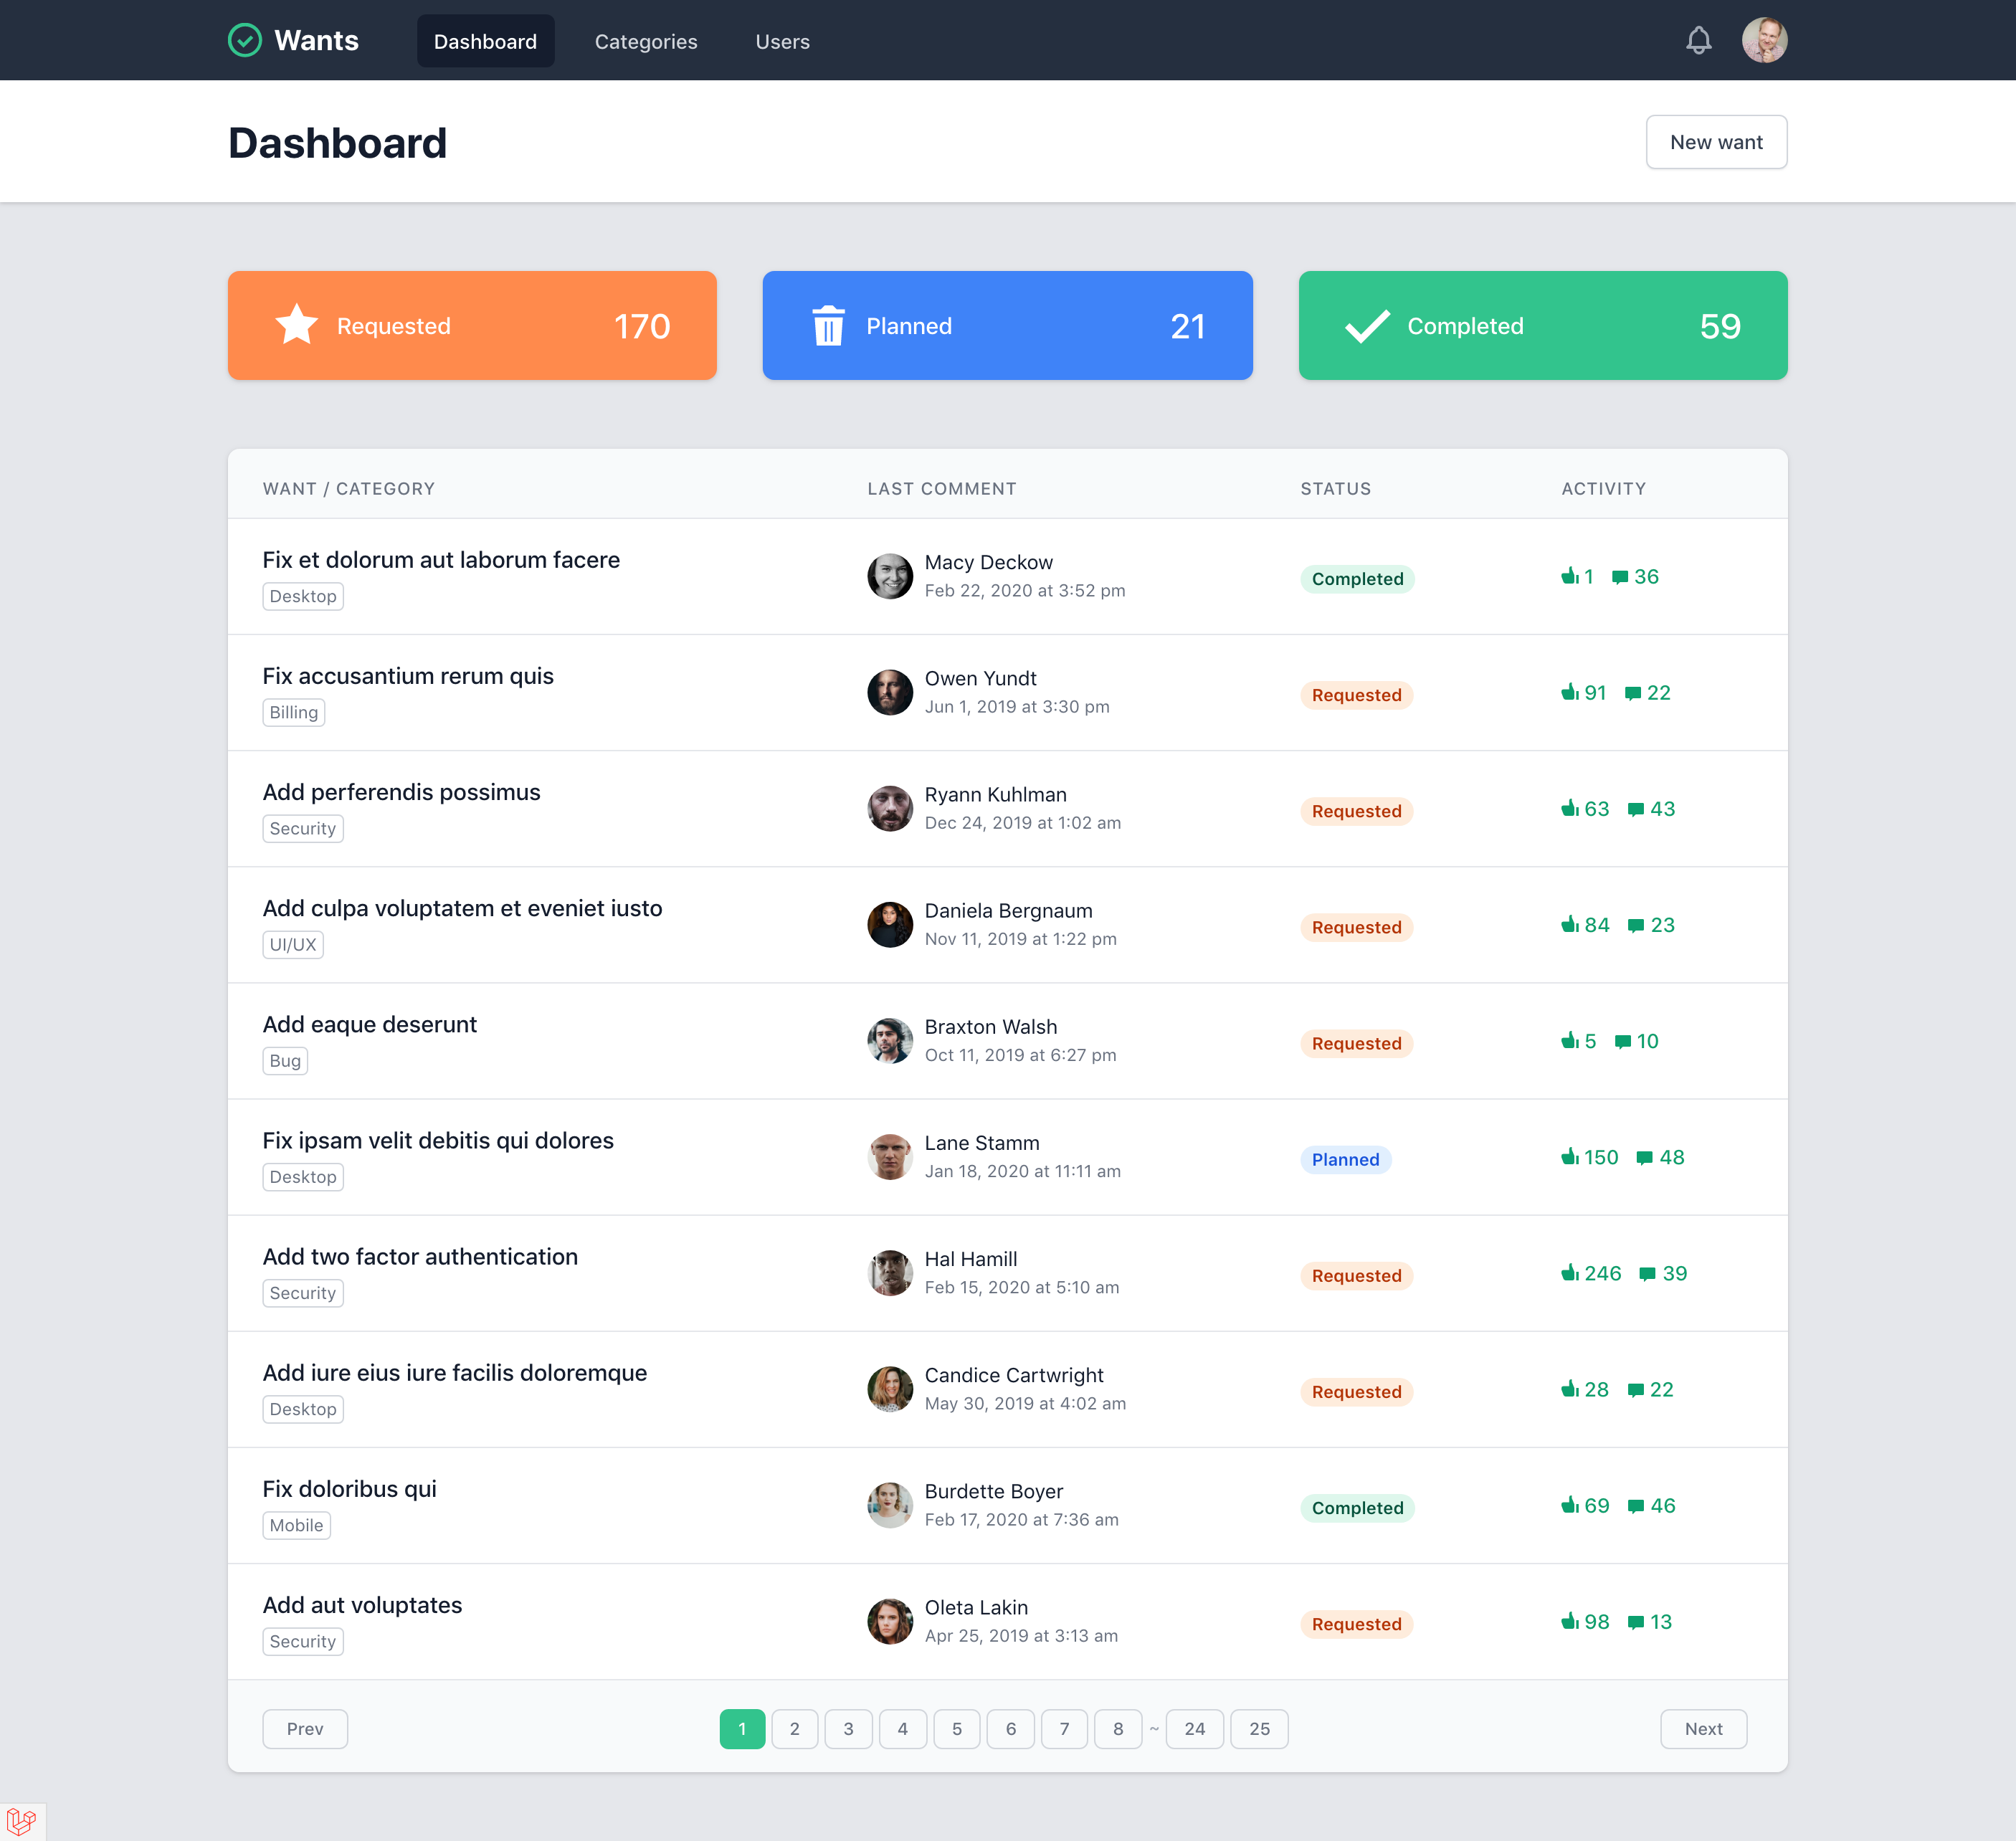 Wants
Dashboard
Categories
Users
Dashboard
New want
Requested 170
Planned 21
Completed 59
WANT / CATEGORY LAST COMMENT STATUS ACTIVITY
Fix et dolorum aut laborum facere
Desktop
Macy Deckow
Feb 22, 2020 at 3:52 pm
Completed
1 36
Fix accusantium rerum quis
Billing
Owen Yundt
Jun 1, 2019 at 3:30 pm
Requested
91 22
Add perferendis possimus
Security
Ryann Kuhlman
Dec 24, 2019 at 1:02 am
Requested
63 43
Add culpa voluptatem et eveniet iusto
UI/UX
Daniela Bergnaum
Nov 11, 2019 at 1:22 pm
Requested
84 23
Add eaque deserunt
Bug
Braxton Walsh
Oct 11, 2019 at 6:27 pm
Requested
5 10
Fix ipsam velit debitis qui dolores
Desktop
Lane Stamm
Jan 18, 2020 at 11:11 am
Planned
150 48
Add two factor authentication
Security
Hal Hamill
Feb 15, 2020 at 5:10 am
Requested
246 39
Add iure eius iure facilis doloremque
Desktop
Candice Cartwright
May 30, 2019 at 4:02 am
Requested
28 22
Fix doloribus qui
Mobile
Burdette Boyer
Feb 17, 2020 at 7:36 am
Completed
69 46
Add aut voluptates
Security
Oleta Lakin
Apr 25, 2019 at 3:13 am
Requested
98 13
Prev 1 2 3 4 5 6 7 8 ~ 24 25 Next